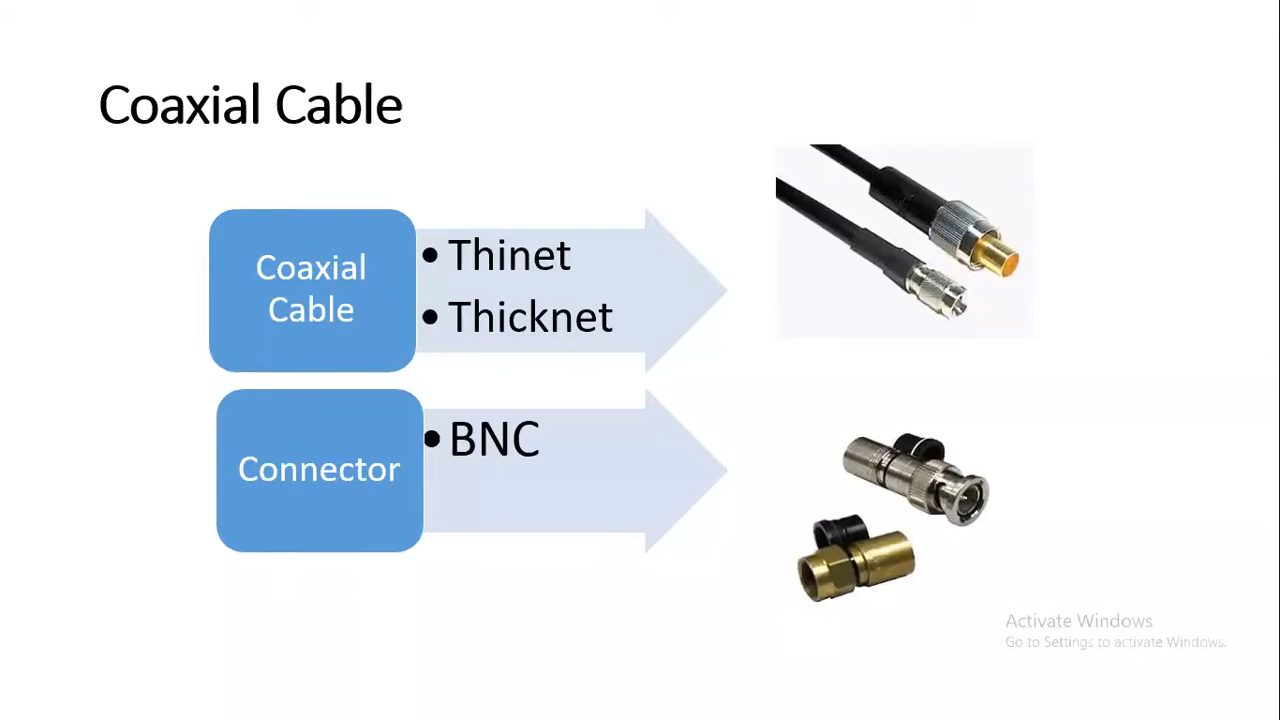 Coaxial Cable
Coaxial
Cable
• Thinet
• Thicknet
Connector
• BNC
Activate Windows
Go to Settings to activate Windows.